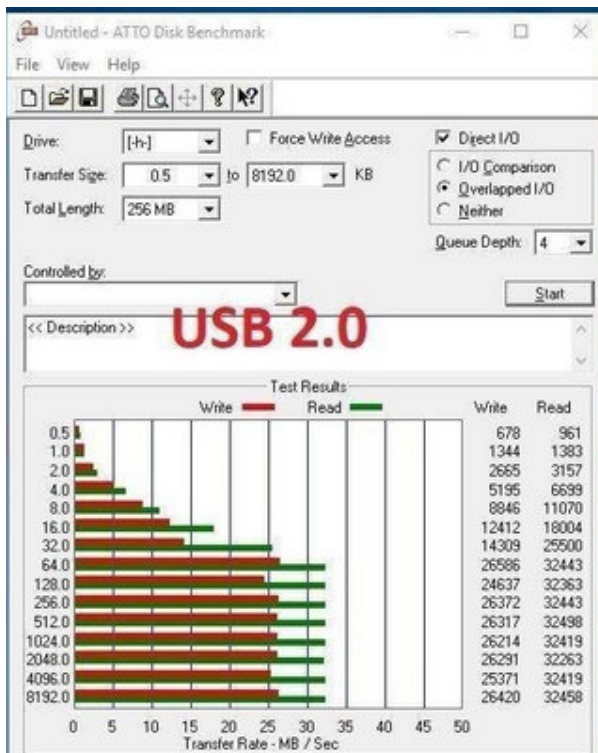 Untitled - ATTO Disk Benchmark
File View Help
Drive: [-h-] Force Write Access Direct I/O
Transfer Size: 0.5 to 8192.0 KB I/O Comparison
Overlapped I/O
Total Length: 256 MB Neither
Queue Depth: 4
Controlled by:
Start
<< Description >>
USB 2.0
Test Results
Write Read Write Read
0.5 678 961
1.0 1344 1383
2.0 2665 3157
4.0 5195 6699
8.0 8846 11070
16.0 12412 18004
32.0 14309 25500
64.0 26586 32443
128.0 24637 32363
256.0 26372 32443
512.0 26317 32498
1024.0 26214 32419
2048.0 26291 32263
4096.0 25371 32419
8192.0 26420 32458
0 5 10 15 20 25 30 35 40 45 50
Transfer Rate - MB / Sec